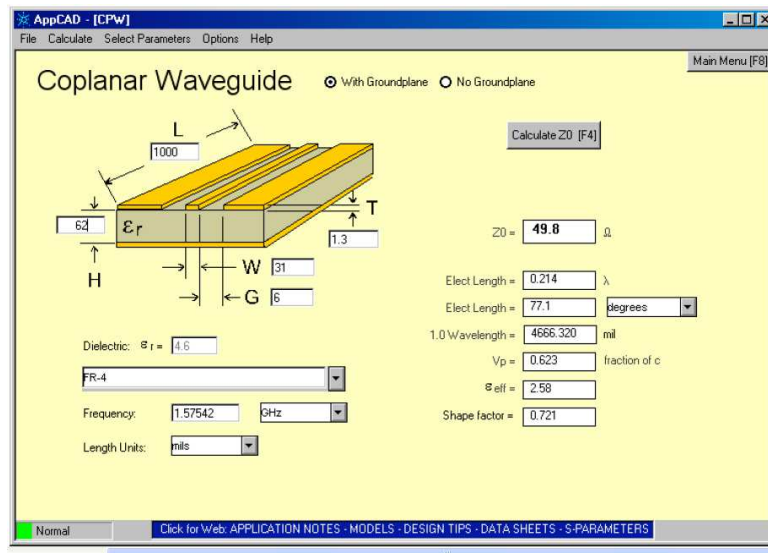 AppCAD - [CPW]
File Calculate Select Parameters Options Help
Main Menu [F8]
Coplanar Waveguide
With Groundplane
No Groundplane
L
1000
Calculate Z0 [F4]
62
εr
T
1.3
H
W 31
G 6
Z0 = 49.8 Ω
Elect Length = 0.214 λ
Elect Length = 77.1 degrees
1.0 Wavelength = 4666.320 mil
Vp = 0.623 fraction of c
εeff = 2.58
Shape factor = 0.721
Dielectric: εr = 4.6
FR-4
Frequency: 1.57542 GHz
Length Units: mils
Normal
Click for Web: APPLICATION NOTES - MODELS - DESIGN TIPS - DATA SHEETS - S-PARAMETERS